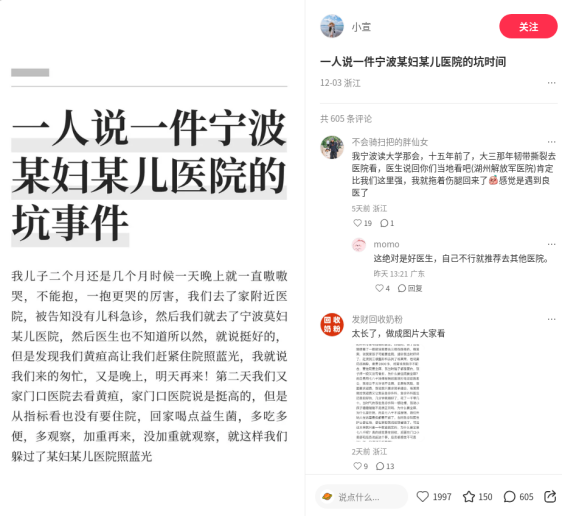 一人说一件宁波
某妇某儿医院的
坑事件
我儿子二个月还是几个月时候一天晚上就一直嗷嗷
哭，不能抱，一抱更哭的厉害，我们去了家附近医
院，被告知没有儿科急诊，然后我们就去了宁波莫妇
某儿医院，然后医生也不知道所以然，就说挺好的，
但是发现我们黄疸高让我们赶紧住院照蓝光，我就说
我们来的匆忙，又是晚上，明天再来！第二天我们又
家门口医院去看黄疸，家门口医院说是挺高的，但是
从指标看也没有要住院，回家喝点益生菌，多吃多
便，多观察，加重再来，没加重就观察，就这样我们
躲过了某妇某儿医院照蓝光
小宣
关注
一人说一件宁波某妇某儿医院的坑时间
12-03 浙江
共 605 条评论
不会骑扫把的胖仙女
我宁波读大学那会，十五年前了，大三那年韧带撕裂去
医院看，医生说回你们当地看吧(湖州解放军医院)肯定
比我们这里强，我就拖着伤腿回来了感觉是遇到良
医了
5天前 浙江
19
1
momo
这绝对是好医生，自己不行就推荐去其他医院。
昨天 13:21 广东
4
回复
回收
奶粉
发财回收奶粉
太长了，做成图片大家看
2天前 浙江
9
13
说点什么...
1997
150
605